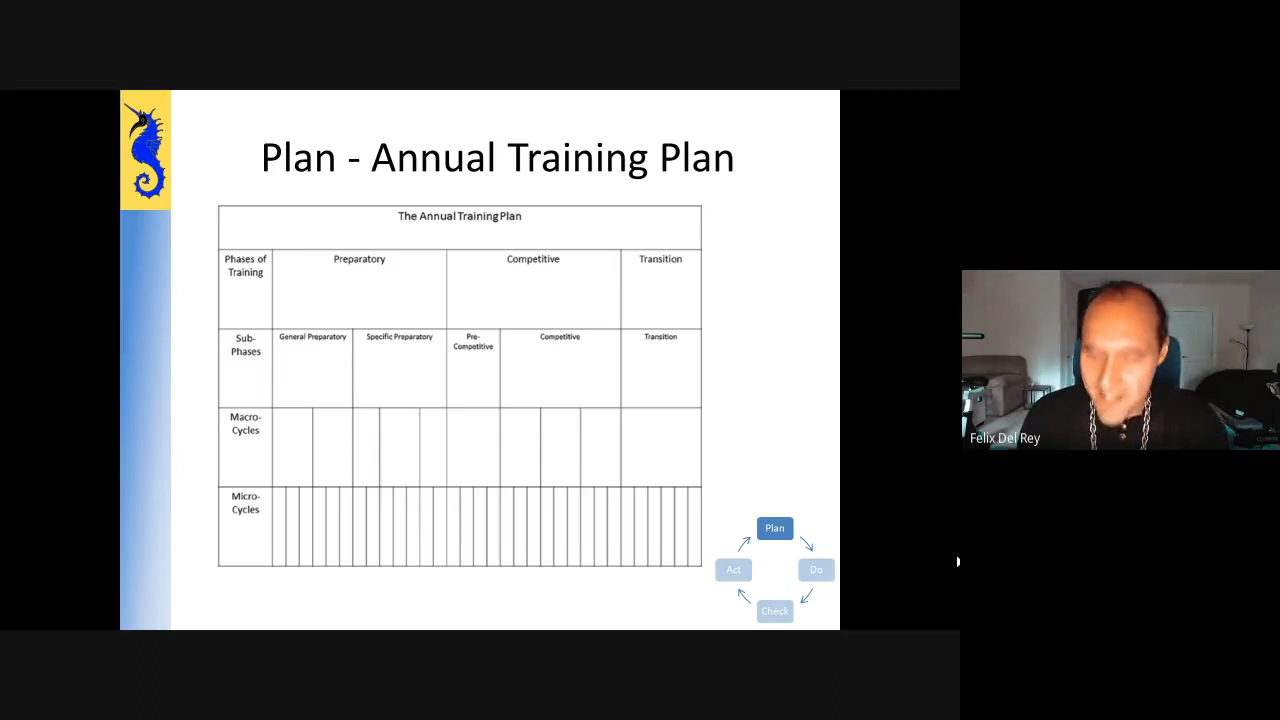 Plan - Annual Training Plan
The Annual Training Plan
Phases of
Training
Preparatory
Competitive
Transition
Sub-
Phases
General Preparatory
Specific Preparatory
Pre-
Competitive
Competitive
Transition
Macro-
Cycles
Micro-
Cycles
Plan
Act
Do
Check
Felix Del Rey